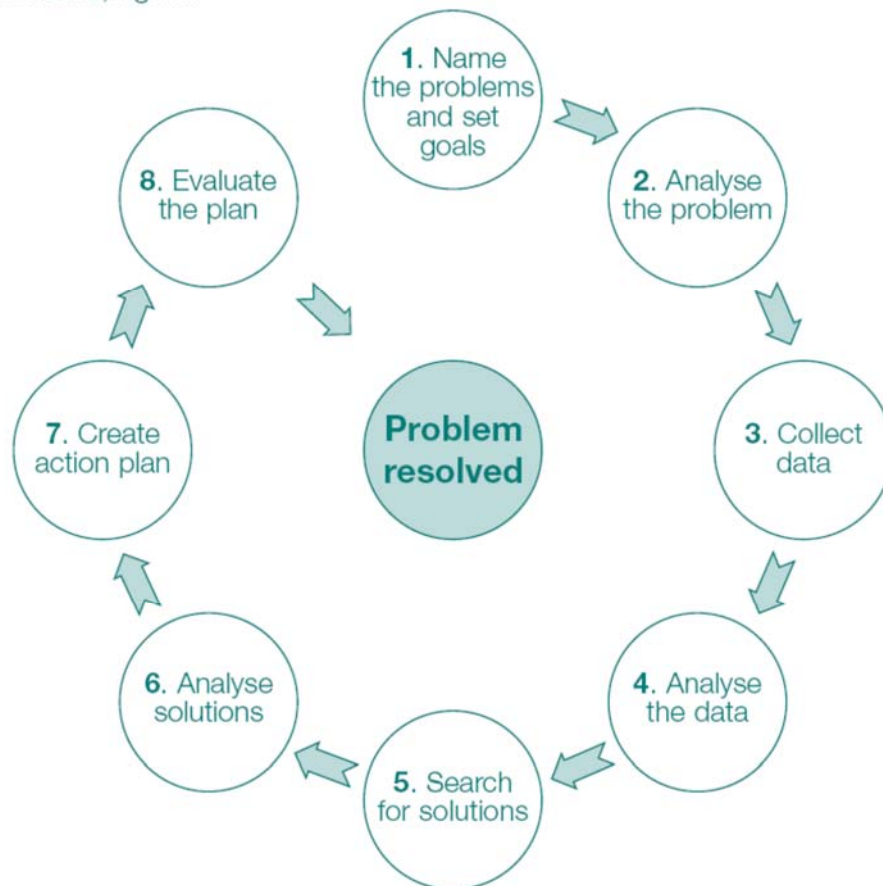 1. Name
the problems
and set
goals
2. Analyse
the problem
3. Collect
data
4. Analyse
the data
5. Search
for solutions
6. Analyse
solutions
7. Create
action plan
8. Evaluate
the plan
Problem
resolved